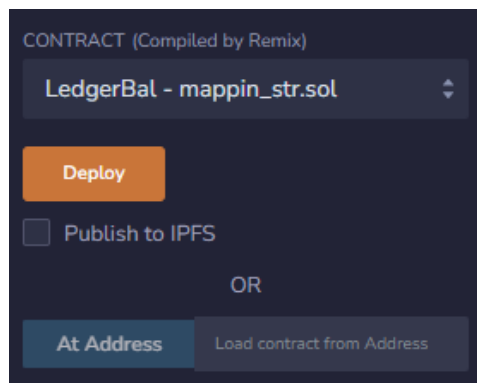 CONTRACT (Compiled by Remix)
LedgerBal - mappin_str.sol
Deploy
Publish to IPFS
OR
At Address Load contract from Address